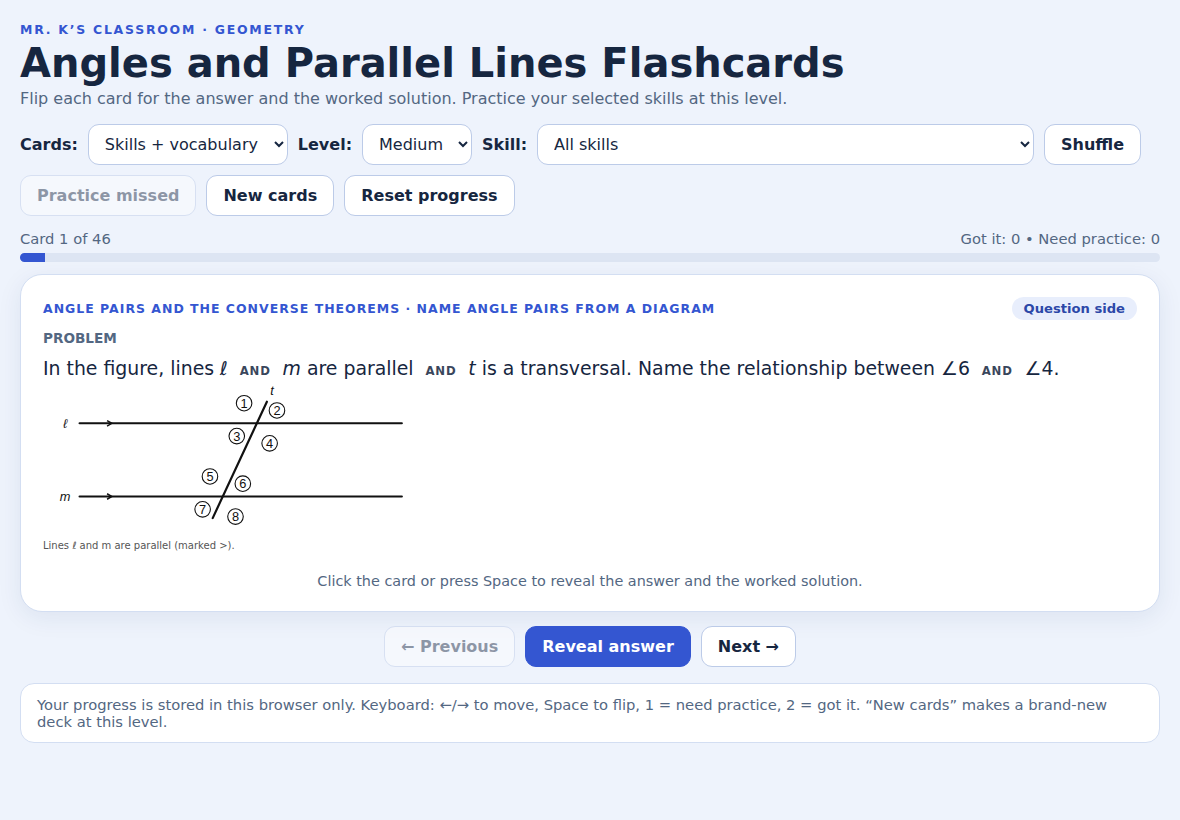 MR. K’S CLASSROOM · GEOMETRY
Angles and Parallel Lines Flashcards
Flip each card for the answer and the worked solution. Practice your selected skills at this level.
Cards: Skills + vocabulary Level: Medium Skill: All skills Shuffle
Practice missed New cards Reset progress
Card 1 of 46 Got it: 0 • Need practice: 0
ANGLE PAIRS AND THE CONVERSE THEOREMS · NAME ANGLE PAIRS FROM A DIAGRAM Question side
PROBLEM
In the figure, lines ℓ AND m are parallel AND t is a transversal. Name the relationship between ∠6 AND ∠4.
t
1 2
ℓ
3 4
5 6
m
7 8
Lines ℓ and m are parallel (marked >).
Click the card or press Space to reveal the answer and the worked solution.
← Previous Reveal answer Next →
Your progress is stored in this browser only. Keyboard: ←/→ to move, Space to flip, 1 = need practice, 2 = got it. “New cards” makes a brand-new
deck at this level.